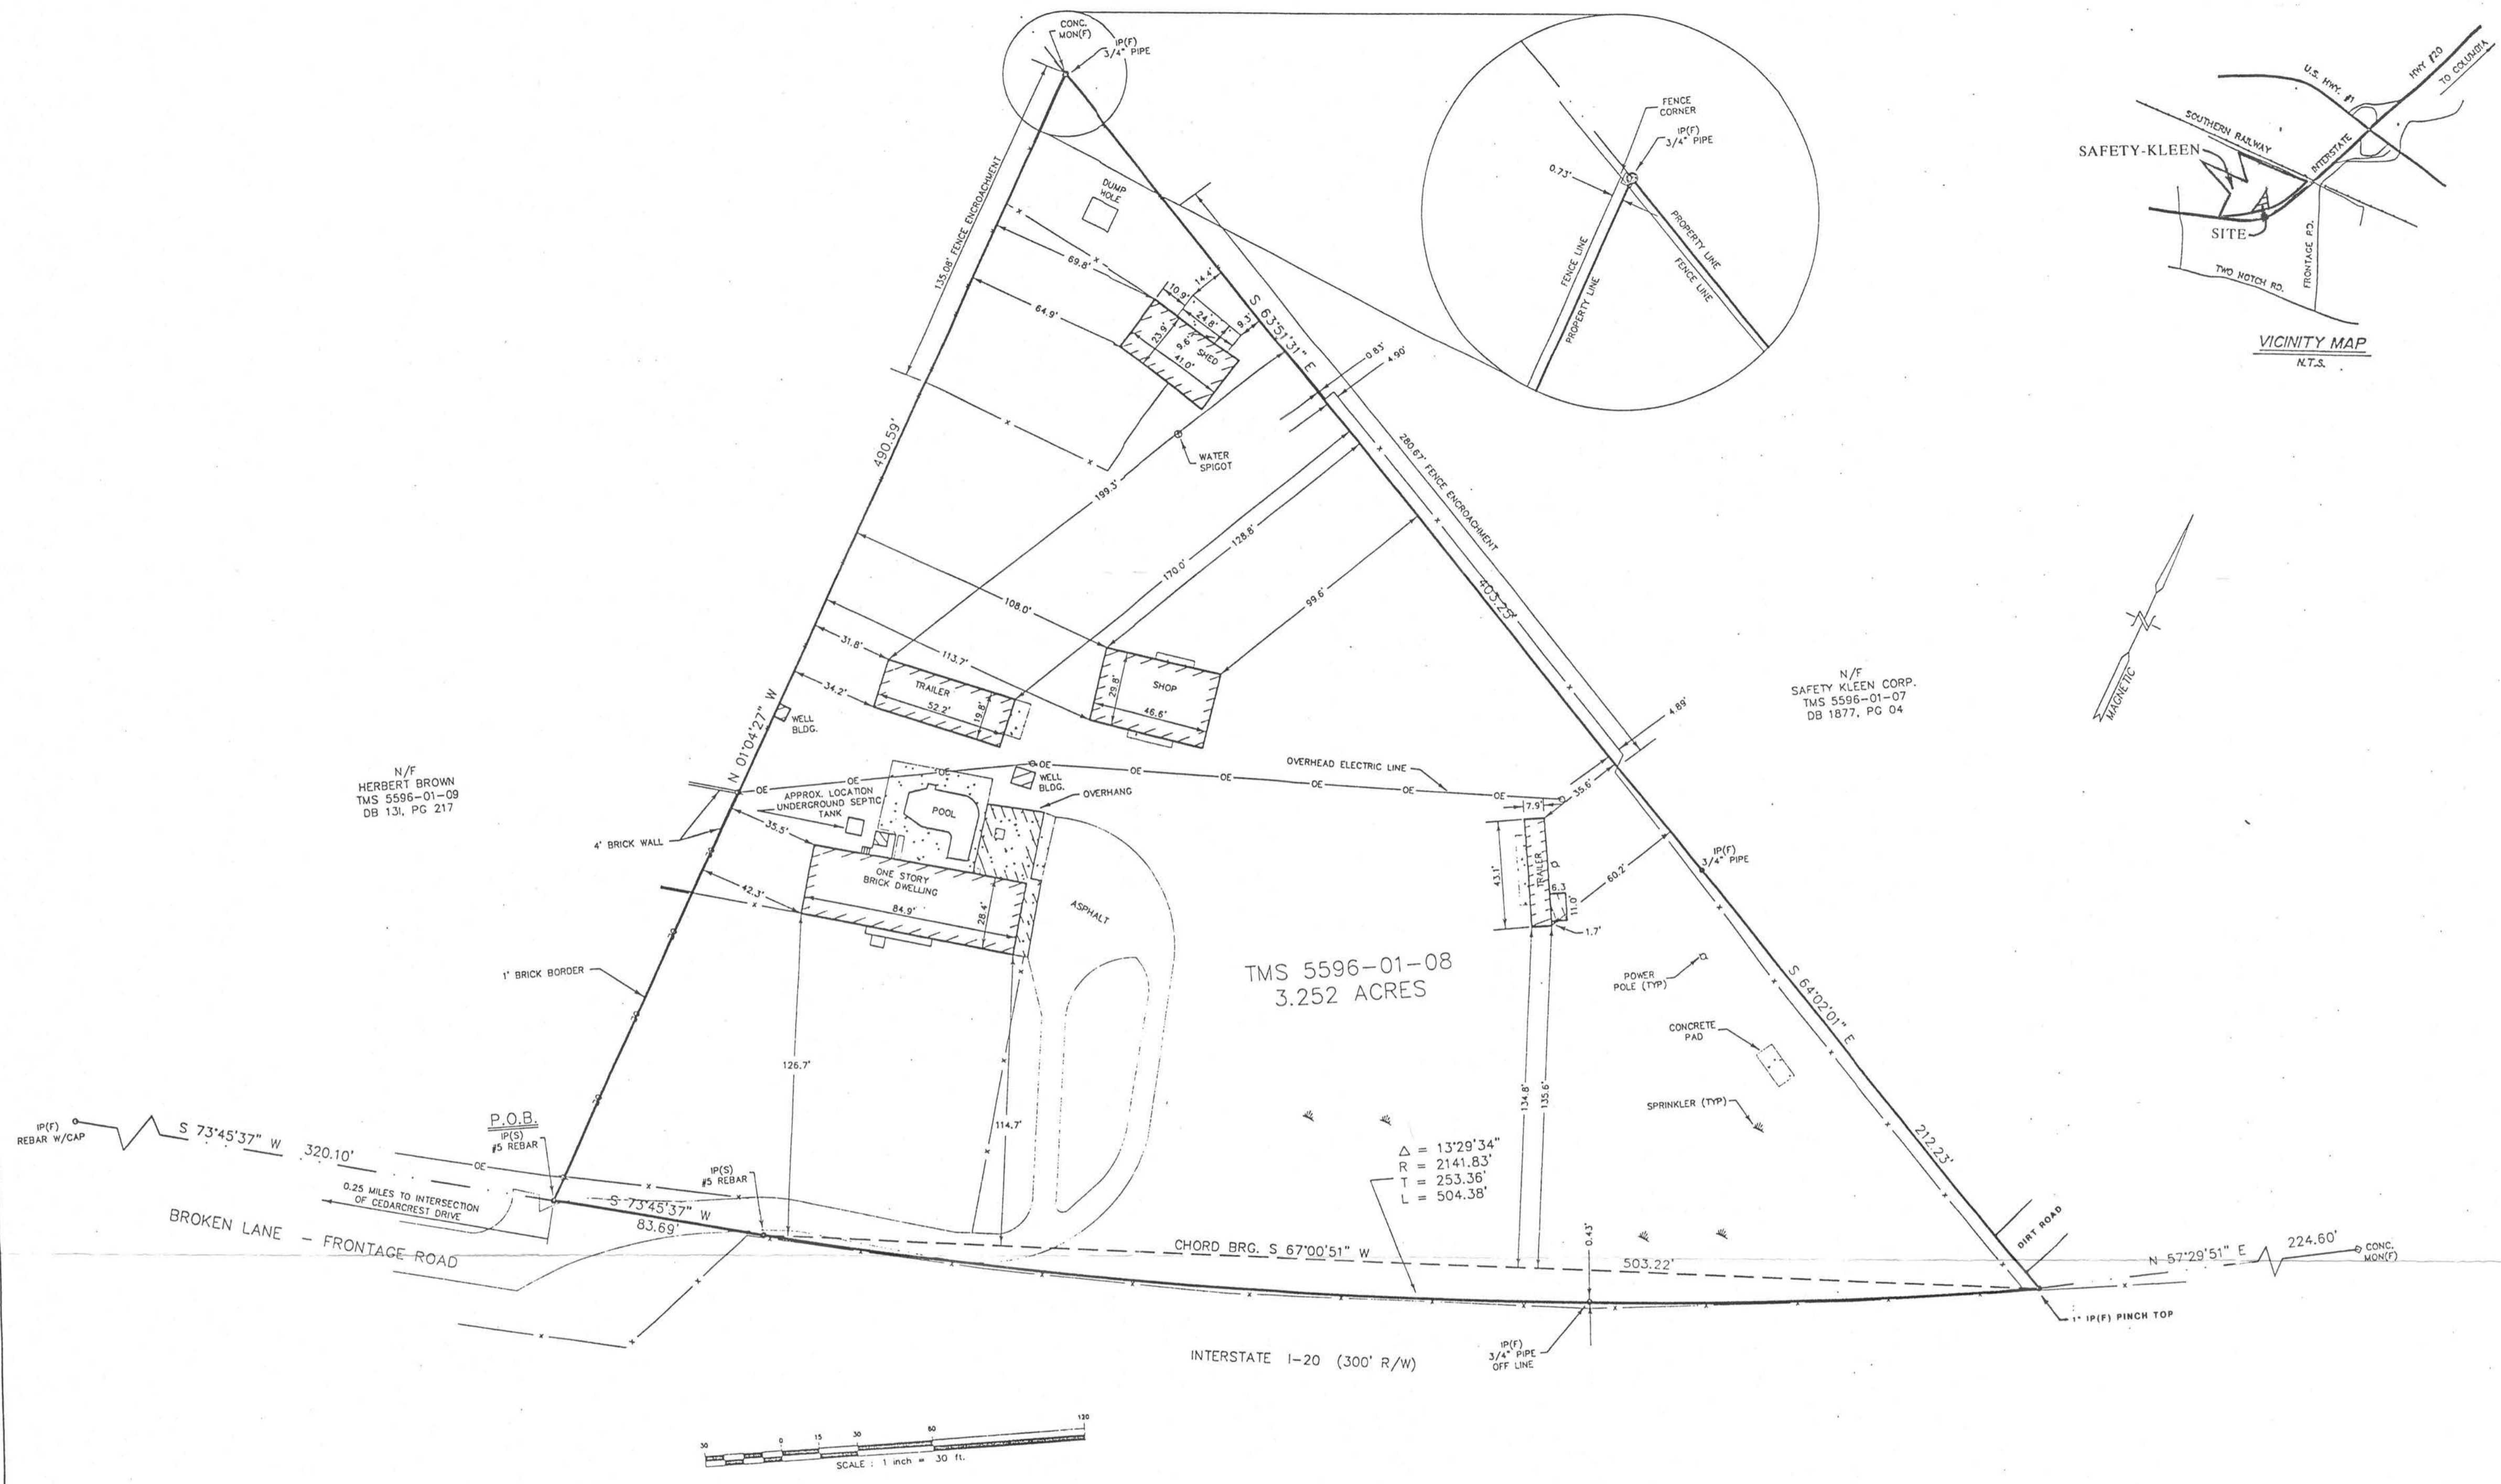 CONC.
MON(F)
IP(F)
3/4" PIPE
135.08' FENCE ENCROACHMENT
DUMP
HOLE
69.8'
64.9'
10.9'
14.4'
24.8'
9.3'
23.9'
9.6'
SHED
41.0'
S 63°51'31" E
0.83'
4.90'
FENCE
CORNER
IP(F)
3/4" PIPE
0.73'
PROPERTY LINE
FENCE LINE
FENCE LINE
PROPERTY LINE
U.S. HWY. #1
HWY #20
TO COLUMBIA
SOUTHERN RAILWAY
INTERSTATE
SAFETY-KLEEN
SITE
FRONTAGE RD.
TWO NOTCH RD.
VICINITY MAP
N.T.S.
490.59'
WATER
SPIGOT
199.3'
280.67' FENCE ENCROACHMENT
170.0'
128.8'
99.6'
403.25'
108.0'
31.8'
113.7'
34.2'
TRAILER
52.2'
19.8'
29.8'
SHOP
46.6'
N/F
SAFETY KLEEN CORP.
TMS 5596-01-07
DB 1877, PG 04
MAGNETIC
4.89'
N 01°04'27" W
WELL
BLDG.
N/F
HERBERT BROWN
TMS 5596-01-09
DB 131, PG 217
OE
OE
OE
OE
OE
OE
OE
OE
OE
OVERHEAD ELECTRIC LINE
WELL
BLDG.
OVERHANG
APPROX. LOCATION
UNDERGROUND SEPTIC
TANK
POOL
35.5'
4' BRICK WALL
42.3'
ONE STORY
BRICK DWELLING
84.9'
28.4'
ASPHALT
7.9'
35.6'
43.1'
TRAILER
6.3
11.0'
60.2'
1.7'
IP(F)
3/4" PIPE
1' BRICK BORDER
TMS 5596-01-08
3.252 ACRES
POWER
POLE (TYP)
S 64°02'01" E
CONCRETE
PAD
SPRINKLER (TYP)
126.7'
114.7'
134.8'
135.6'
212.23'
IP(F)
REBAR W/CAP
S 73°45'37" W
320.10'
P.O.B.
IP(S)
#5 REBAR
OE
0.25 MILES TO INTERSECTION
OF CEDARCREST DRIVE
IP(S)
#5 REBAR
S 73°45'37" W
83.69'
BROKEN LANE - FRONTAGE ROAD
Δ = 13°29'34"
R = 2141.83'
T = 253.36'
L = 504.38'
CHORD BRG. S 67°00'51" W
0.43'
503.22'
DIRT ROAD
N 57°29'51" E
224.60'
CONC.
MON(F)
1" IP(F) PINCH TOP
IP(F)
3/4" PIPE
OFF LINE
INTERSTATE I-20 (300' R/W)
30 0 15 30 60 120
SCALE : 1 inch = 30 ft.